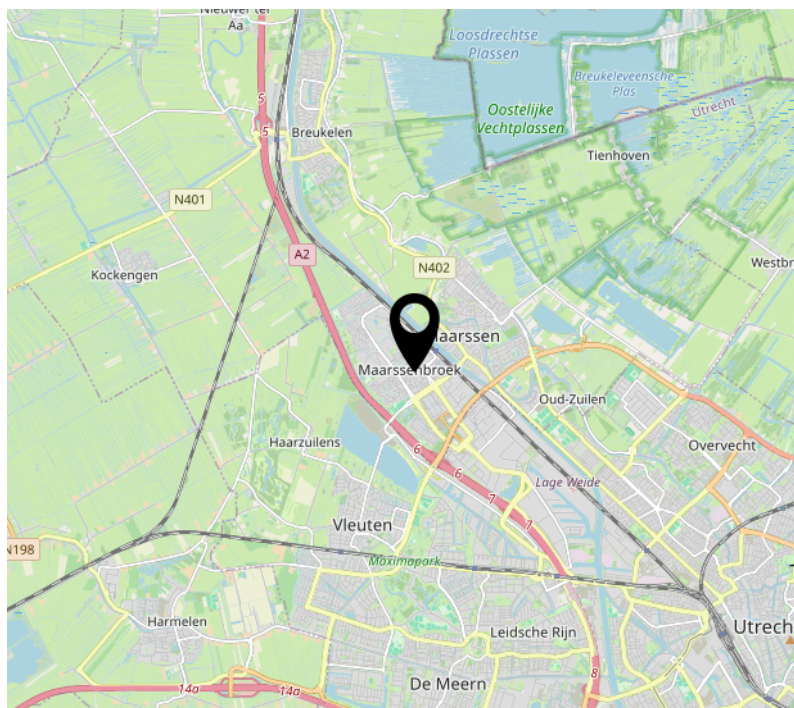 Nieuwer ter
Aa
Loosdrechtse
Plassen
Breukeleveensche
Plas
5
Utrecht
Oostelijke
Vechtplassen
5
Breukelen
Tienhoven
N401
A2
N402
Westbr
Kockengen
Maarssen
Maarssenbroek
Oud-Zuilen
Haarzuilens
6
Overvecht
6
7
Lage Weide
Vleuten
7
N198
Máximapark
Harmelen
Leidsche Rijn
Utrech
8
De Meern
14a
14a